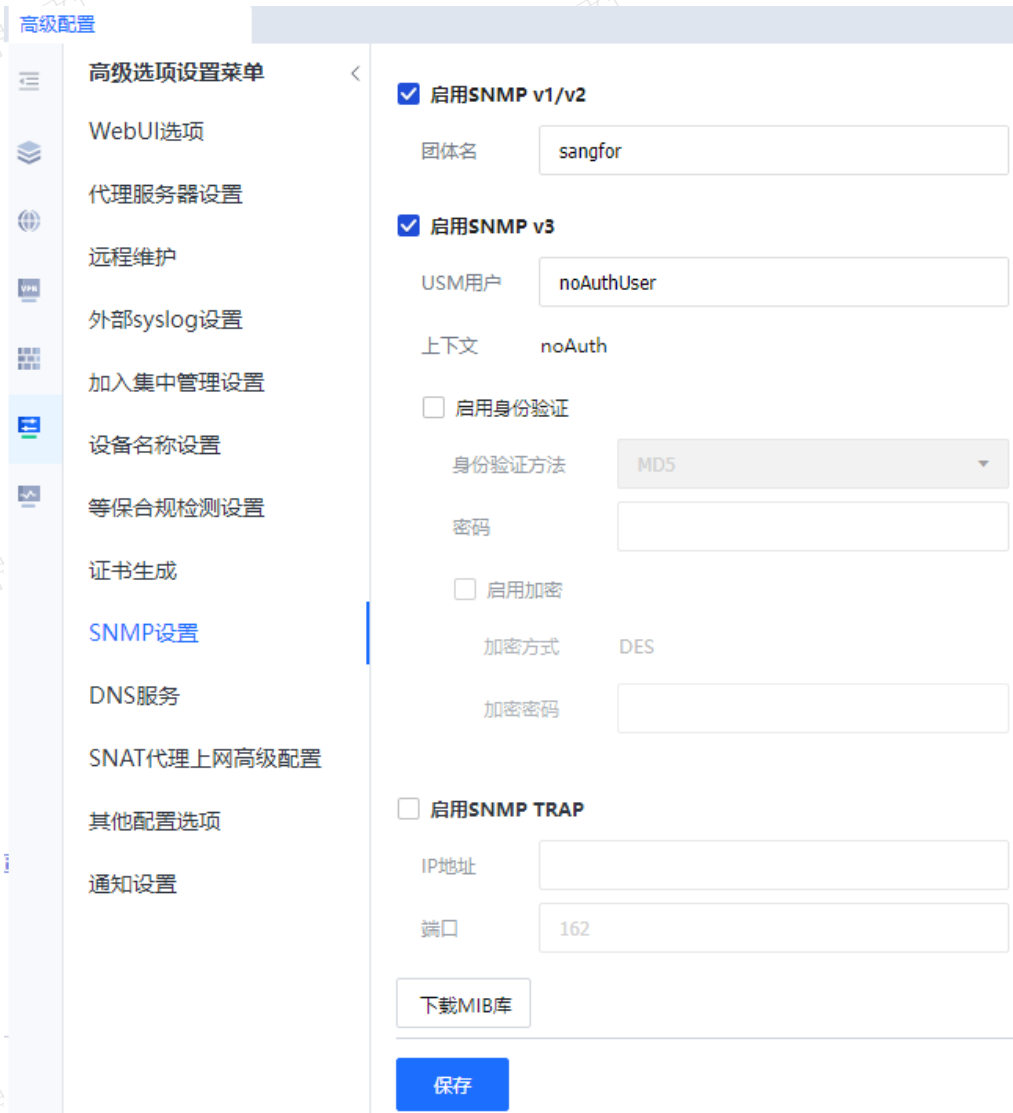 高级配置
高级选项设置菜单
WebUI选项
代理服务器设置
远程维护
外部syslog设置
加入集中管理设置
设备名称设置
等保合规检测设置
证书生成
SNMP设置
DNS服务
SNAT代理上网高级配置
其他配置选项
通知设置
启用SNMP v1/v2
团体名 sangfor
启用SNMP v3
USM用户 noAuthUser
上下文 noAuth
启用身份验证
身份验证方法 MD5
密码
启用加密
加密方式 DES
加密密码
启用SNMP TRAP
IP地址
端口 162
下载MIB库
保存
VPN